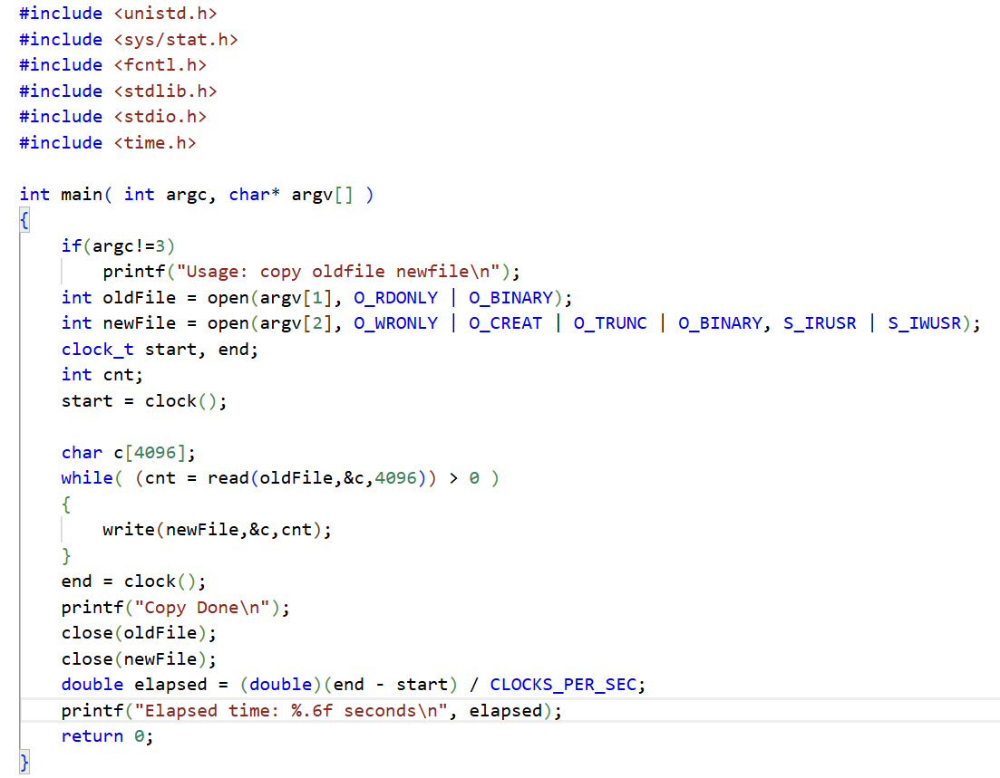 #include <unistd.h>
#include <sys/stat.h>
#include <fcntl.h>
#include <stdlib.h>
#include <stdio.h>
#include <time.h>

int main( int argc, char* argv[] )
{
    if(argc!=3)
        printf("Usage: copy oldfile newfile\n");
    int oldFile = open(argv[1], O_RDONLY | O_BINARY);
    int newFile = open(argv[2], O_WRONLY | O_CREAT | O_TRUNC | O_BINARY, S_IRUSR | S_IWUSR);
    clock_t start, end;
    int cnt;
    start = clock();

    char c[4096];
    while( (cnt = read(oldFile,&c,4096)) > 0 )
    {
        write(newFile,&c,cnt);
    }
    end = clock();
    printf("Copy Done\n");
    close(oldFile);
    close(newFile);
    double elapsed = (double)(end - start) / CLOCKS_PER_SEC;
    printf("Elapsed time: %.6f seconds\n", elapsed);
    return 0;
}